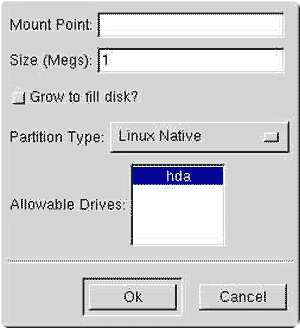 Mount Point:
Size (Megs): 1
Grow to fill disk?
Partition Type: Linux Native
hda
Allowable Drives:
Ok Cancel